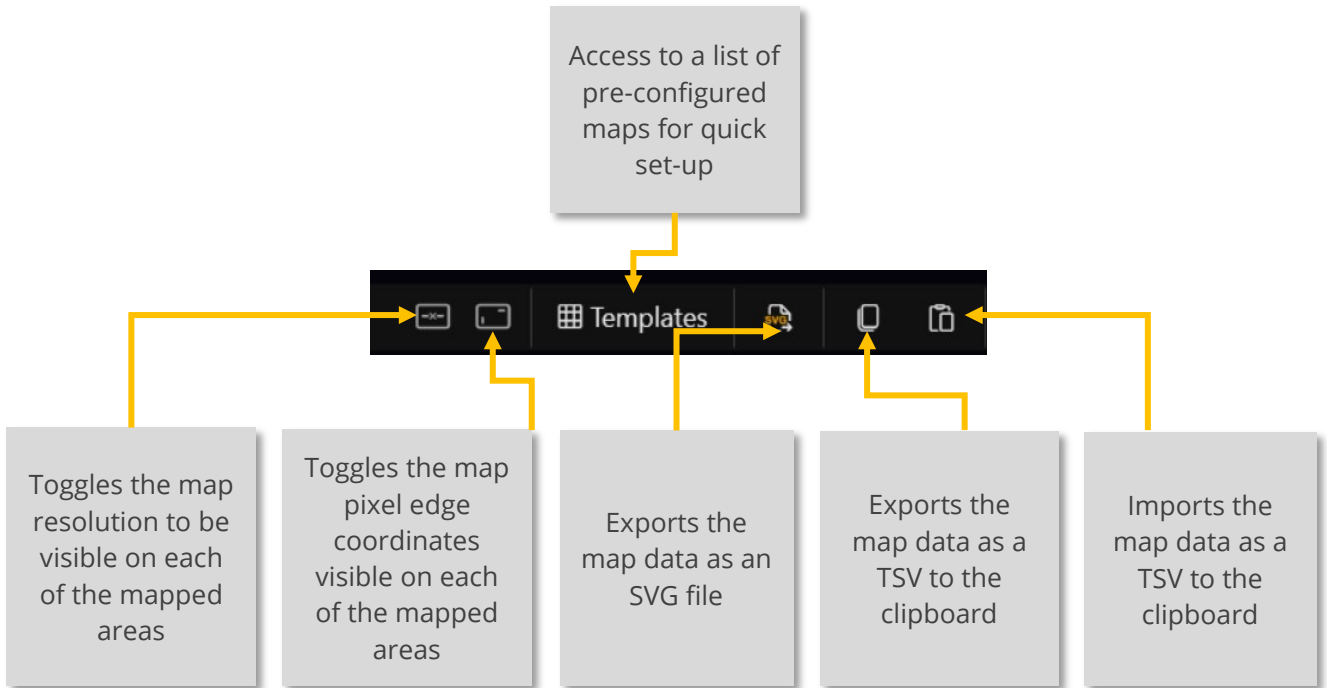 Access to a list of
pre-configured
maps for quick
set-up
-×-
Templates
SVG
Toggles the map
resolution to be
visible on each
of the mapped
areas
Toggles the map
pixel edge
coordinates
visible on each
of the mapped
areas
Exports the
map data as an
SVG file
Exports the
map data as a
TSV to the
clipboard
Imports the
map data as a
TSV to the
clipboard